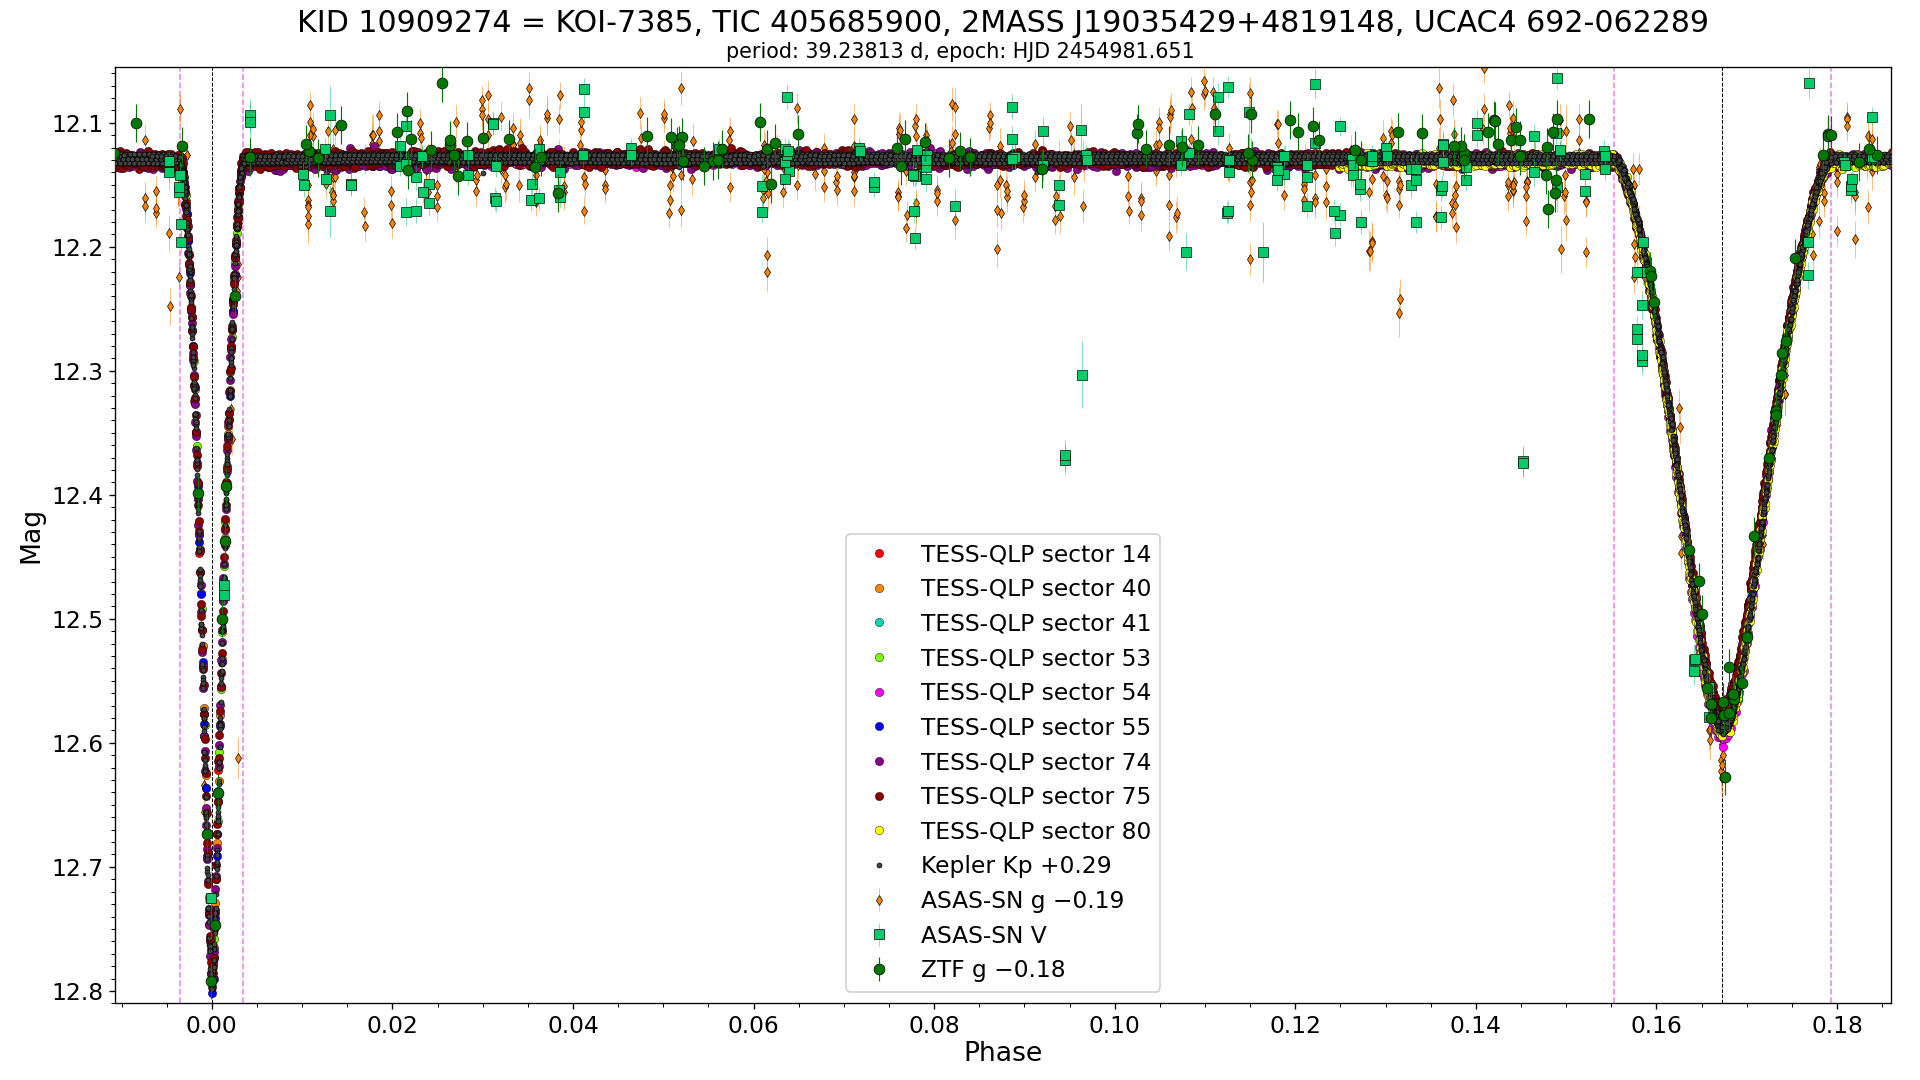 KID 10909274 = KOI-7385, TIC 405685900, 2MASS J19035429+4819148, UCAC4 692-062289
period: 39.23813 d, epoch: HJD 2454981.651
Mag
12.1
12.2
12.3
12.4
12.5
12.6
12.7
12.8
TESS-QLP sector 14
TESS-QLP sector 40
TESS-QLP sector 41
TESS-QLP sector 53
TESS-QLP sector 54
TESS-QLP sector 55
TESS-QLP sector 74
TESS-QLP sector 75
TESS-QLP sector 80
Kepler Kp +0.29
ASAS-SN g −0.19
ASAS-SN V
ZTF g −0.18
0.00 0.02 0.04 0.06 0.08 0.10 0.12 0.14 0.16 0.18
Phase